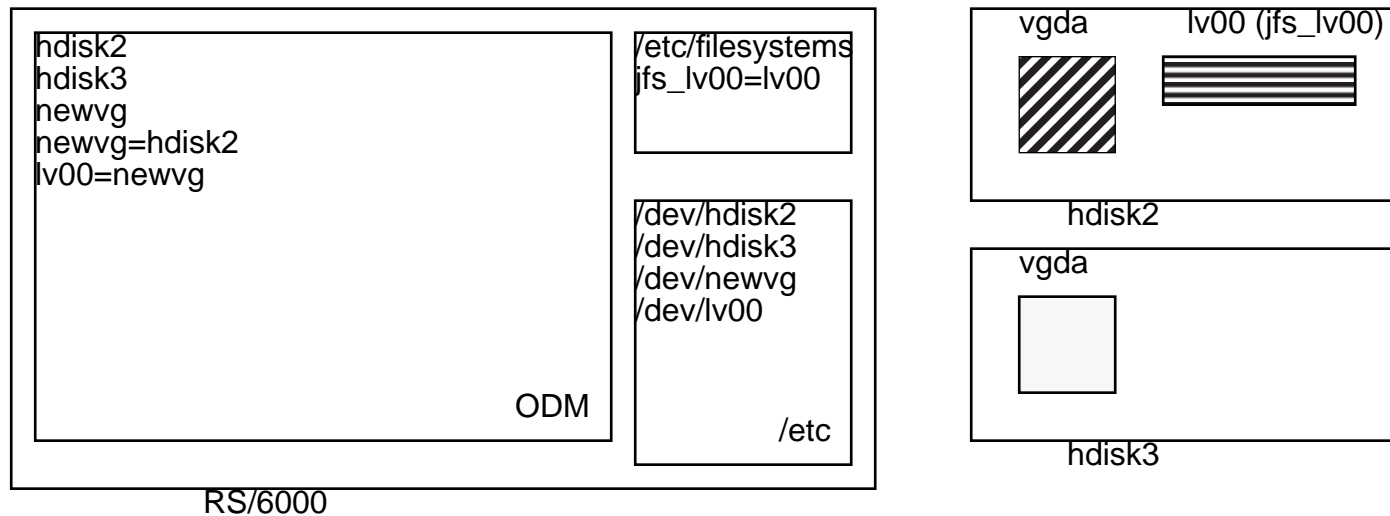 hdisk2
hdisk3
newvg
newvg=hdisk2
lv00=newvg
ODM
/etc/filesystems
jfs_lv00=lv00
/dev/hdisk2
/dev/hdisk3
/dev/newvg
/dev/lv00
/etc
RS/6000
vgda lv00 (jfs_lv00)
hdisk2
vgda
hdisk3